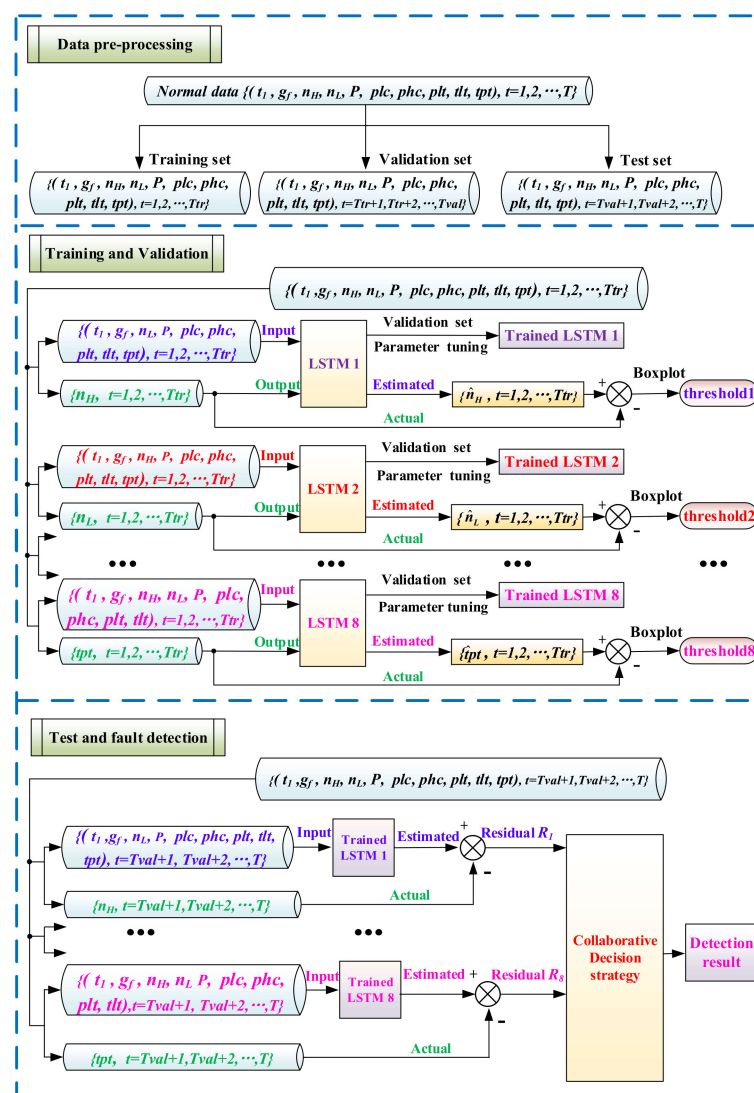 Data pre-processing
Normal data {( t1 , gf , nH, nL, P,  plc, phc, plt, tlt, tpt), t=1,2, ⋯,T}
Training set
Validation set
Test set
{( t1 , gf , nH, nL, P,  plc, phc,
plt, tlt, tpt), t=1,2, ⋯,Ttr}
{( t1 , gf , nH, nL, P,  plc, phc,
plt, tlt, tpt), t=Ttr+1,Ttr+2, ⋯,Tval}
{( t1 , gf , nH, nL, P,  plc, phc,
plt, tlt, tpt), t=Tval+1,Tval+2, ⋯,T}
Training and Validation
{( t1 ,gf , nH, nL, P,  plc, phc, plt, tlt, tpt), t=1,2, ⋯,Ttr}
{( t1 , gf , nL, P,  plc, phc,
plt, tlt, tpt), t=1,2, ⋯,Ttr}
Input
LSTM 1
Validation set
Parameter tuning
Trained LSTM 1
{nH,  t=1,2, ⋯,Ttr}
Output
Estimated
{n̂H , t=1,2, ⋯,Ttr}
+
-
Boxplot
threshold1
Actual
{( t1 , gf , nH, P,  plc, phc,
plt, tlt, tpt), t=1,2, ⋯,Ttr}
Input
LSTM 2
Validation set
Parameter tuning
Trained LSTM 2
{nL,  t=1,2, ⋯,Ttr}
Output
Estimated
{n̂L , t=1,2, ⋯,Ttr}
+
-
Boxplot
threshold2
Actual
••• ••• ••• •••
{( t1 , gf , nH, nL, P,  plc,
phc, plt, tlt), t=1,2, ⋯,Ttr}
Input
LSTM 8
Validation set
Parameter tuning
Trained LSTM 8
{tpt,  t=1,2, ⋯,Ttr}
Output
Estimated
{t̂pt , t=1,2, ⋯,Ttr}
+
-
Boxplot
threshold8
Actual
Test and fault detection
{( t1 ,gf , nH, nL, P,  plc, phc, plt, tlt, tpt), t=Tval+1,Tval+2, ⋯,T}
{( t1 ,gf , nL, P,  plc, phc, plt, tlt,
tpt), t=Tval+1, Tval+2, ⋯,T}
Input
Trained
LSTM 1
Estimated
+
-
Residual R1
{nH, t=Tval+1,Tval+2, ⋯,T}
Actual
••• •••
Collaborative
Decision
strategy
Detection
result
{( t1 , gf , nH, nL P,  plc, phc,
plt, tlt),t=Tval+1, Tval+2, ⋯,T}
Input
Trained
LSTM 8
Estimated
+
-
Residual R8
{tpt,  t=Tval+1,Tval+2, ⋯,T}
Actual